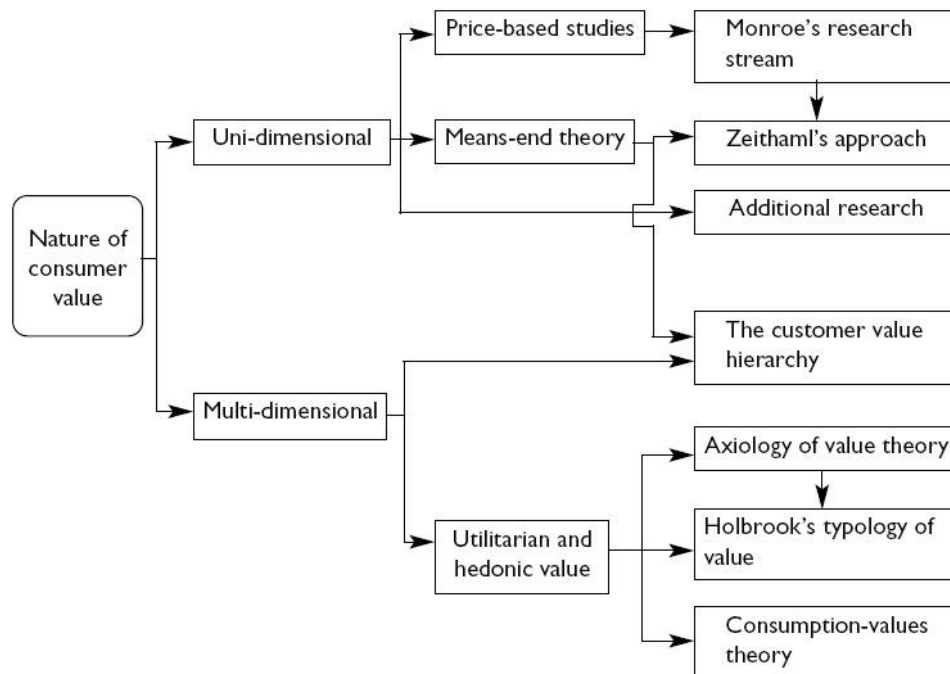 Price-based studies
Monroe's research
stream
Uni-dimensional
Means-end theory
Zeithaml's approach
Additional research
Nature of
consumer
value
The customer value
hierarchy
Multi-dimensional
Axiology of value theory
Utilitarian and
hedonic value
Holbrook's typology of
value
Consumption-values
theory